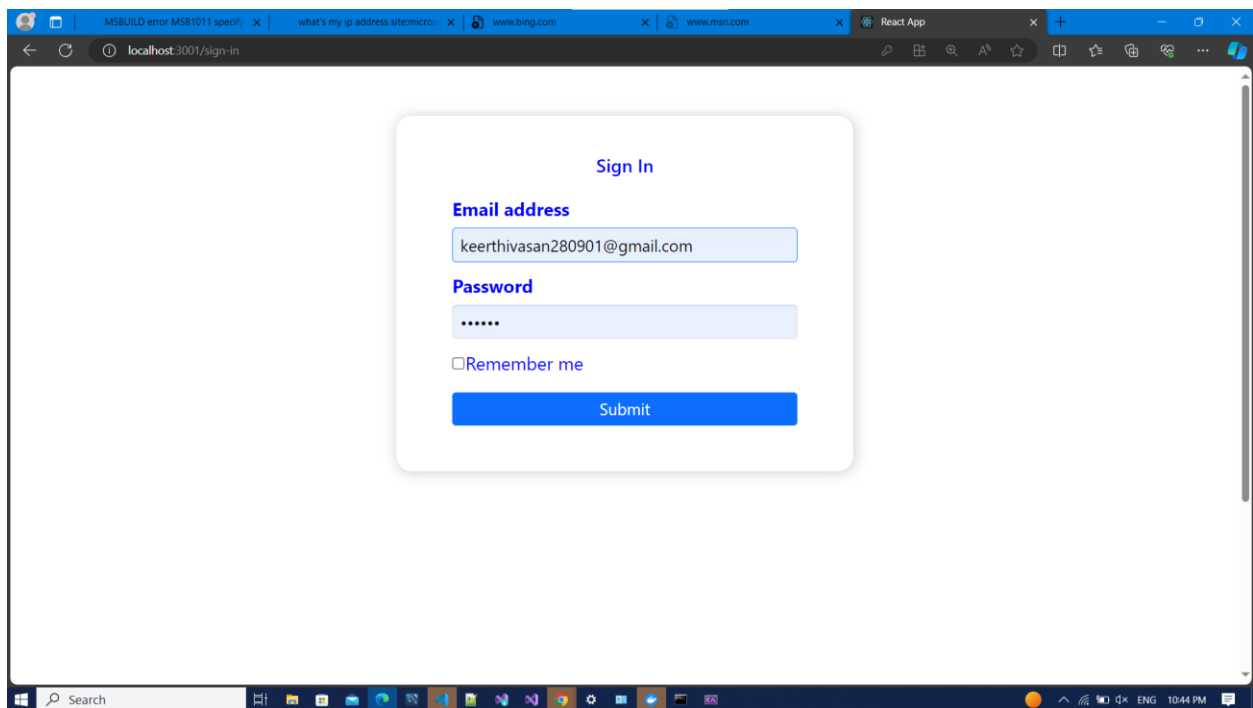 MSBUILD error MSB1011 specify
what's my ip address site:micros
www.bing.com
www.msn.com
React App
localhost:3001/sign-in
Sign In
Email address
keerthivasan280901@gmail.com
Password
••••••
Remember me
Submit
Search
ENG 10:44 PM